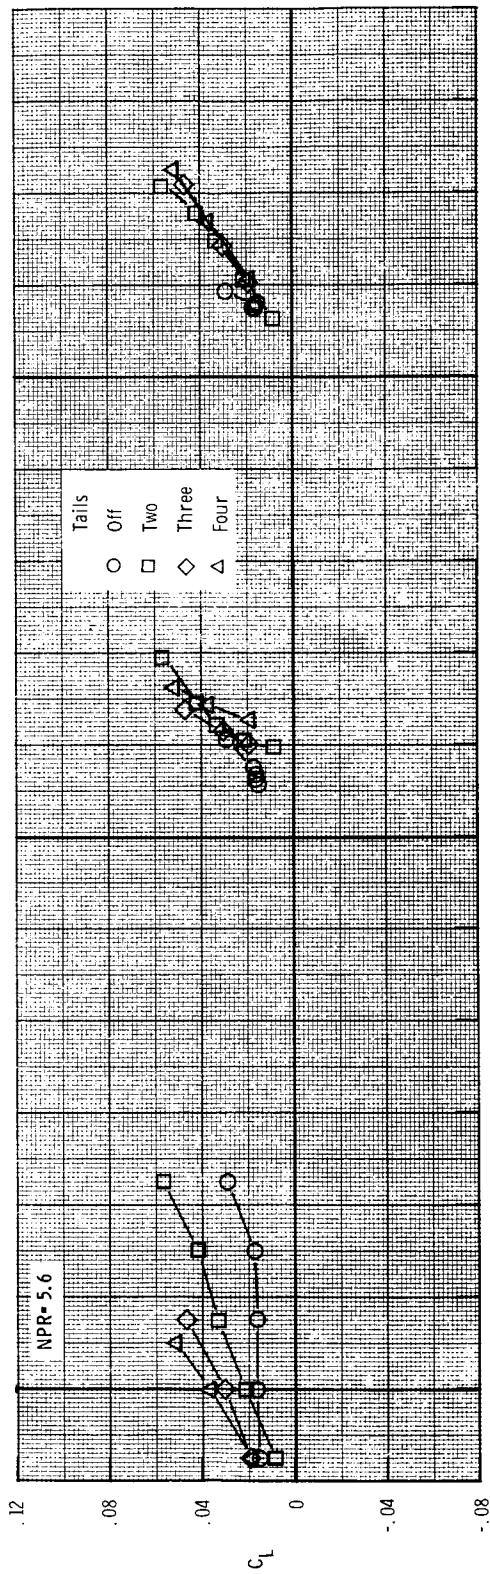 NPR= 5.6
Tails
Off
Two
Three
Four
.12
.08
.04
0
-.04
-.08
C_L